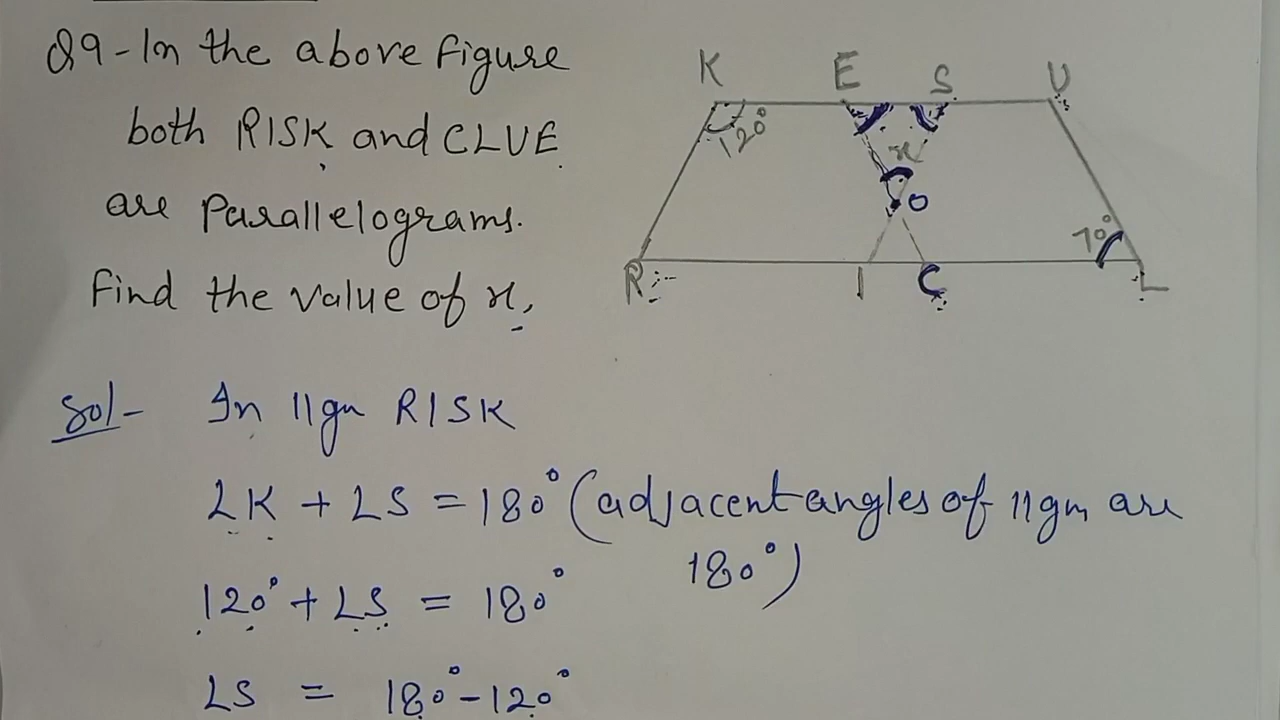 Q9-In the above figure
both RISK and CLUE
are Parallelograms.
Find the value of x,
K E S U
120°
x
O
70°
R I C L
Sol- In ||gm RISK
∠K + ∠S = 180° (adjacent angles of ||gm are
180°)
120° + ∠S = 180°
∠S = 180° - 120°